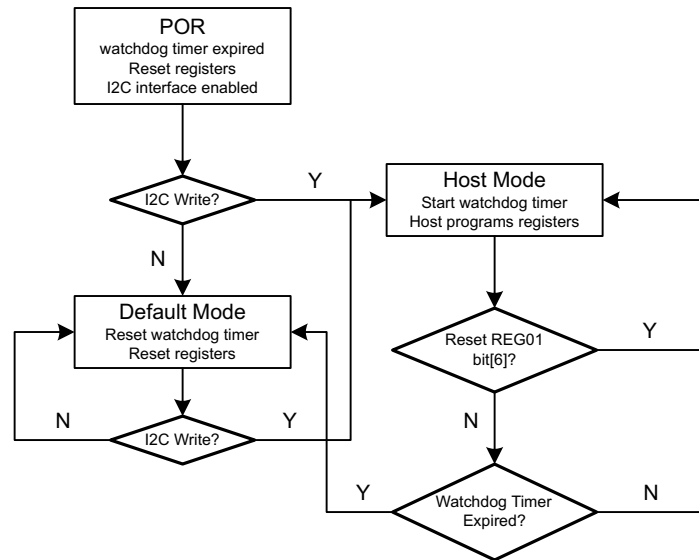 POR
watchdog timer expired
Reset registers
I2C interface enabled
I2C Write?
Y
N
Host Mode
Start watchdog timer
Host programs registers
Default Mode
Reset watchdog timer
Reset registers
Reset REG01
bit[6]?
Y
N
I2C Write?
N
Y
Watchdog Timer
Expired?
Y
N